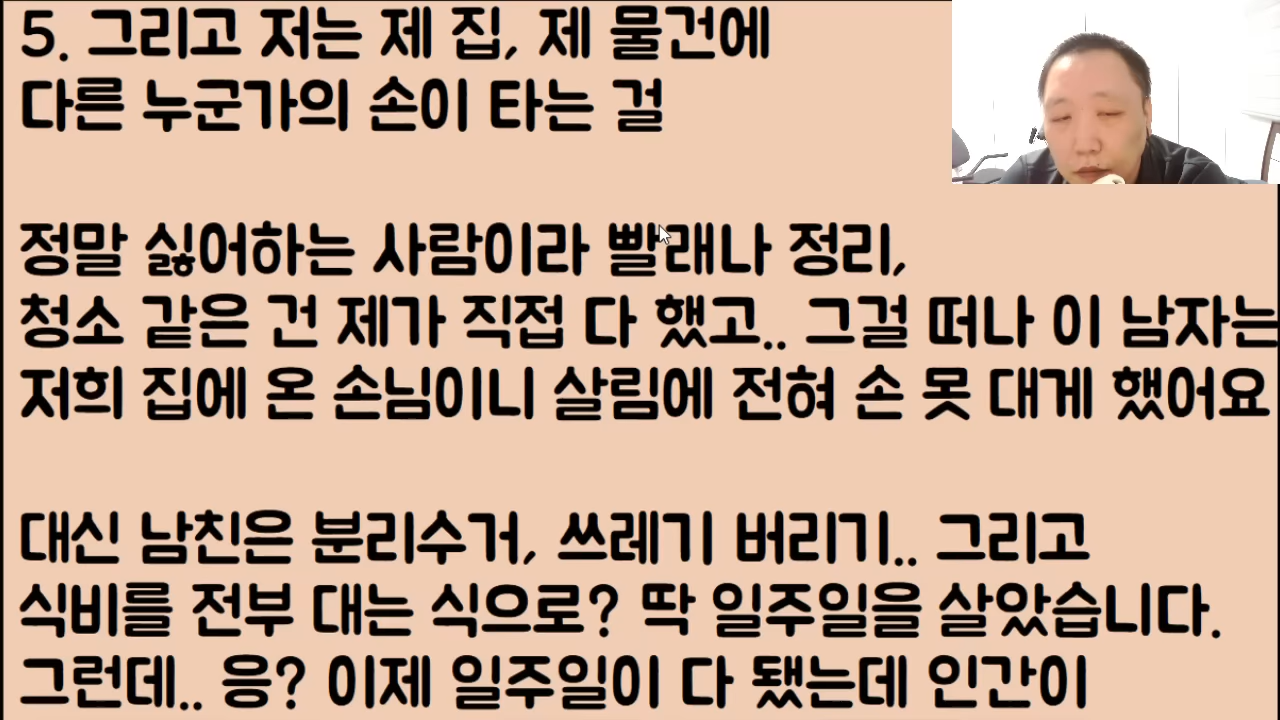 5. 그리고 저는 제 집, 제 물건에
다른 누군가의 손이 타는 걸
정말 싫어하는 사람이라 빨래나 정리,
청소 같은 건 제가 직접 다 했고.. 그걸 떠나 이 남자는
저희 집에 온 손님이니 살림에 전혀 손 못 대게 했어요
대신 남친은 분리수거, 쓰레기 버리기.. 그리고
식비를 전부 대는 식으로? 딱 일주일을 살았습니다.
그런데.. 응? 이제 일주일이 다 됐는데 인간이